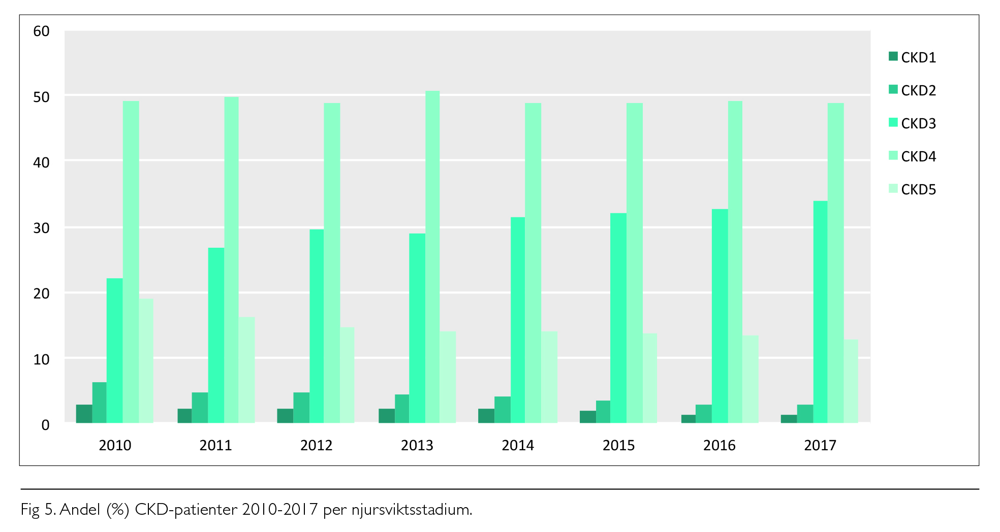 60
50
40
30
20
10
0
2010 2011 2012 2013 2014 2015 2016 2017
CKD1
CKD2
CKD3
CKD4
CKD5
Fig 5. Andel (%) CKD-patienter 2010-2017 per njursviktsstadium.